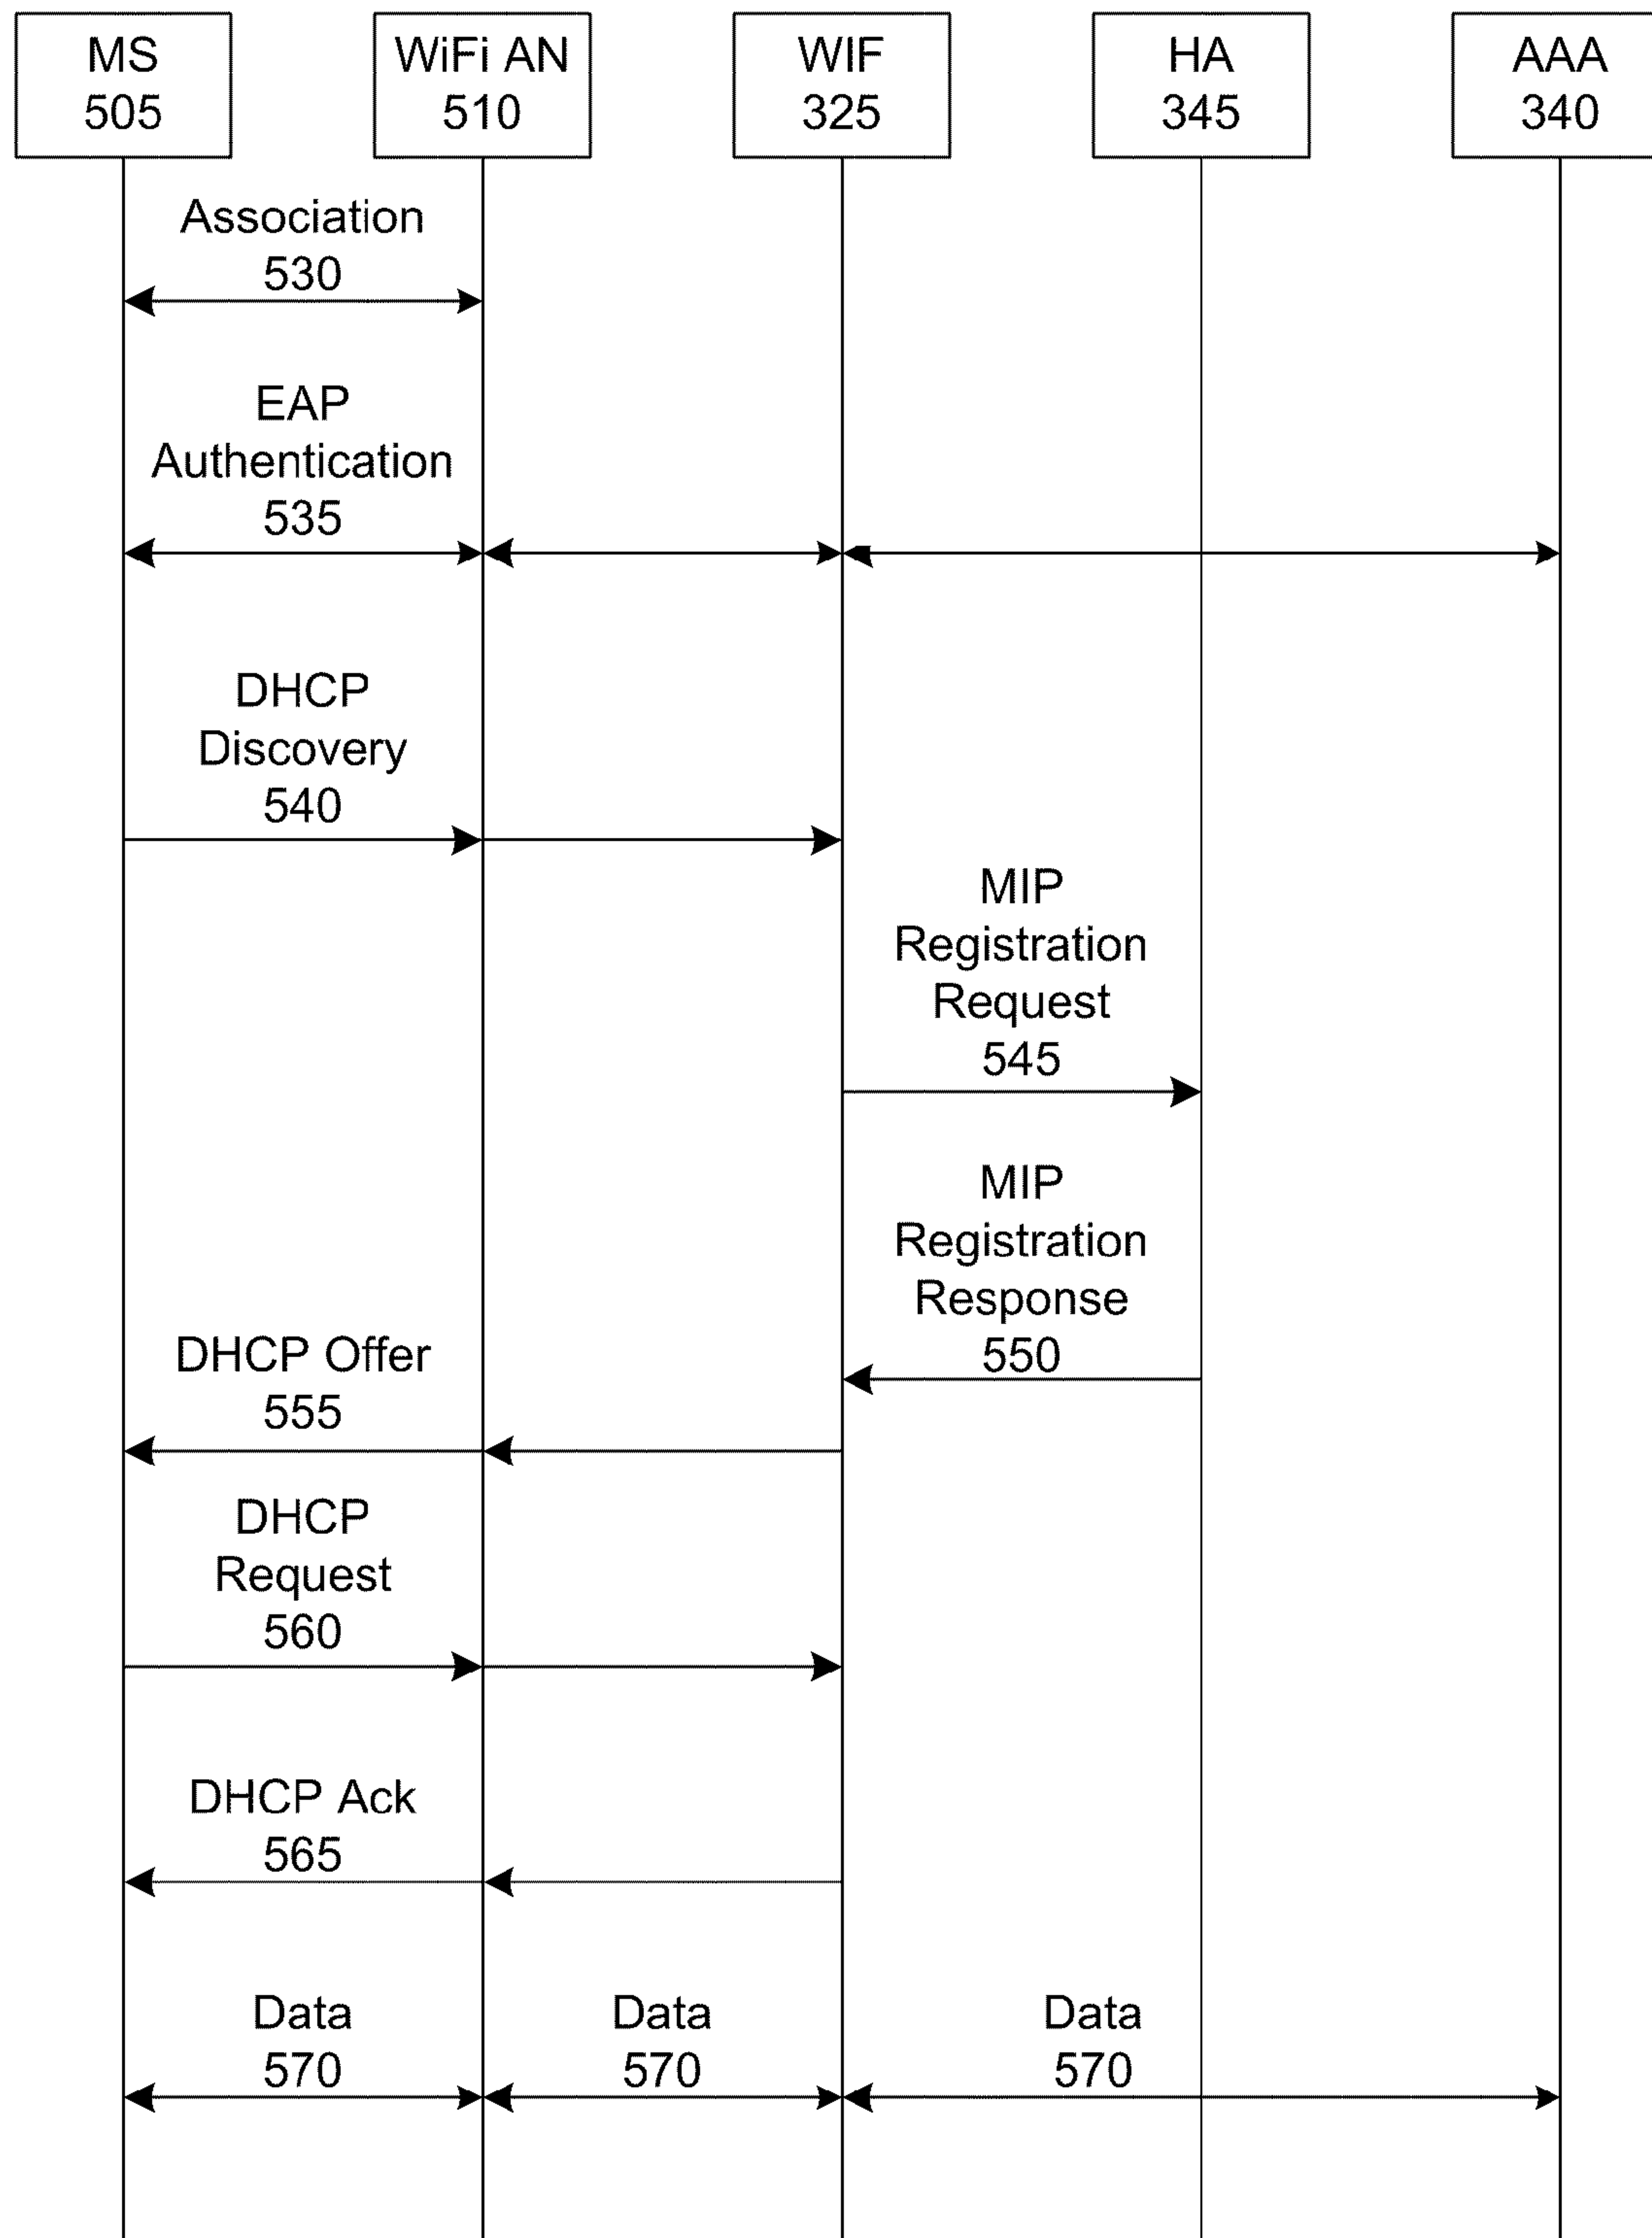 MS
505
WiFi AN
510
WIF
325
HA
345
AAA
340
Association
530
EAP
Authentication
535
DHCP
Discovery
540
MIP
Registration
Request
545
MIP
Registration
Response
550
DHCP Offer
555
DHCP
Request
560
DHCP Ack
565
Data
570
Data
570
Data
570